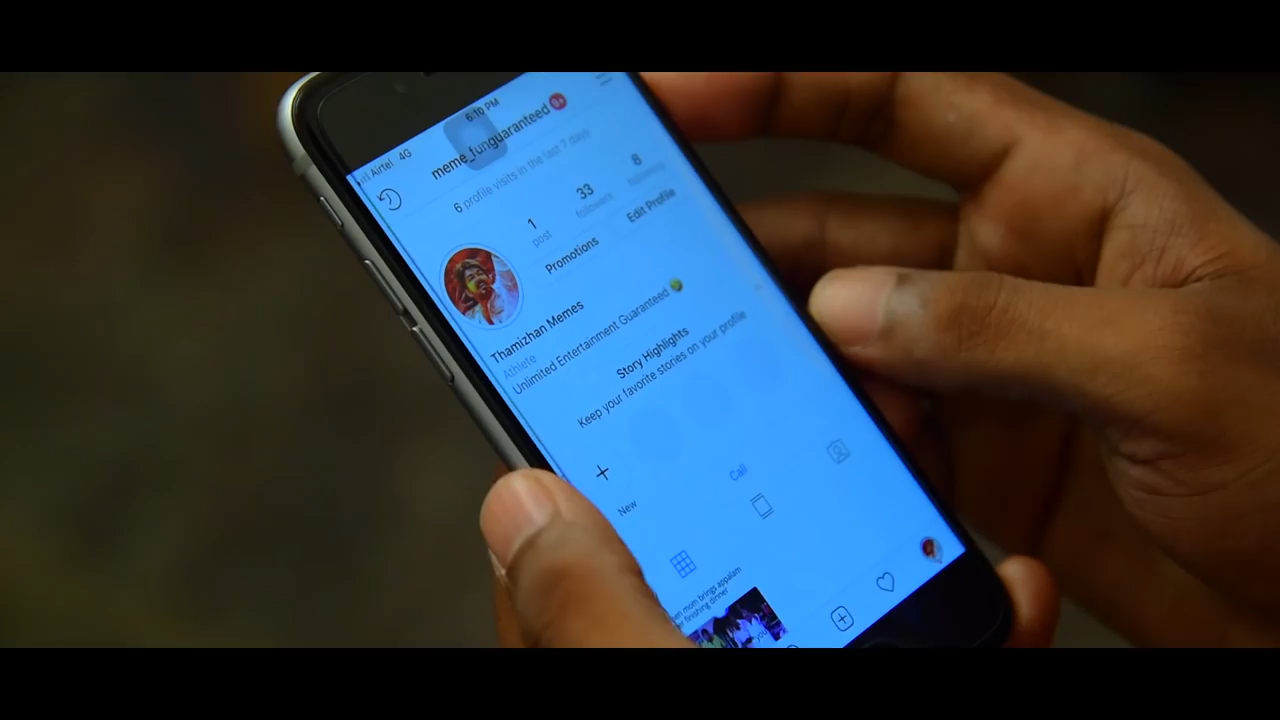 Airtel 4G
6:10 PM
meme_funguaranteed 9+
6 profile visits in the last 7 days
1
post
33
followers
8
following
Promotions
Edit Profile
Thamizhan Memes
Athlete
Unlimited Entertainment Guaranteed
Story Highlights
Keep your favorite stories on your profile
New
Call
mom brings appalam
finishing dinner
you